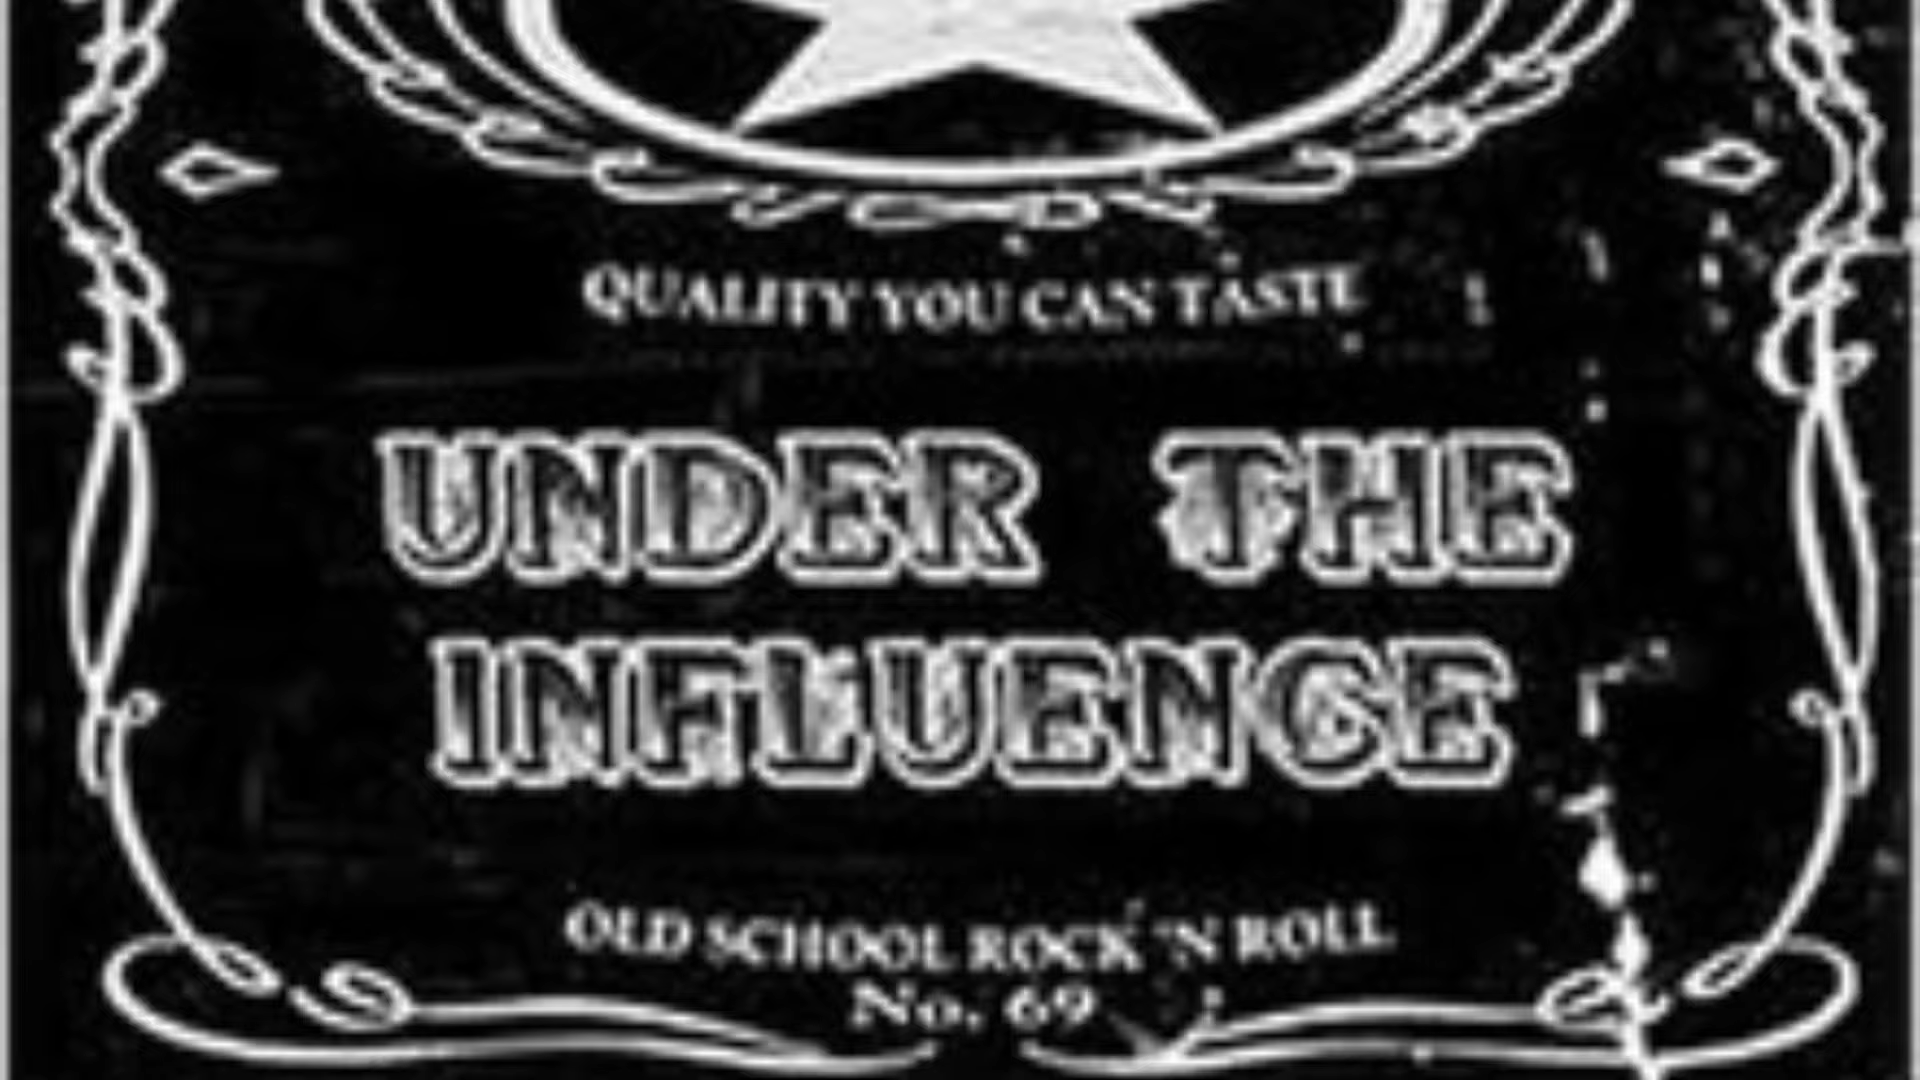 QUALITY YOU CAN TASTE
UNDER THE
INFLUENCE
OLD SCHOOL ROCK 'N ROLL
No. 69